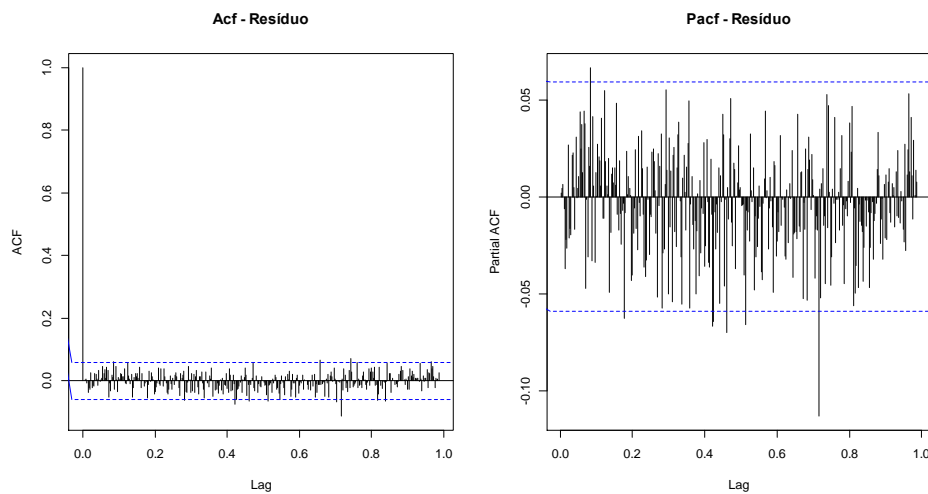 Acf - Resíduo
ACF
1.0
0.8
0.6
0.4
0.2
0.0
0.0 0.2 0.4 0.6 0.8 1.0
Lag
Pacf - Resíduo
Partial ACF
0.05
0.00
-0.05
-0.10
0.0 0.2 0.4 0.6 0.8 1.0
Lag